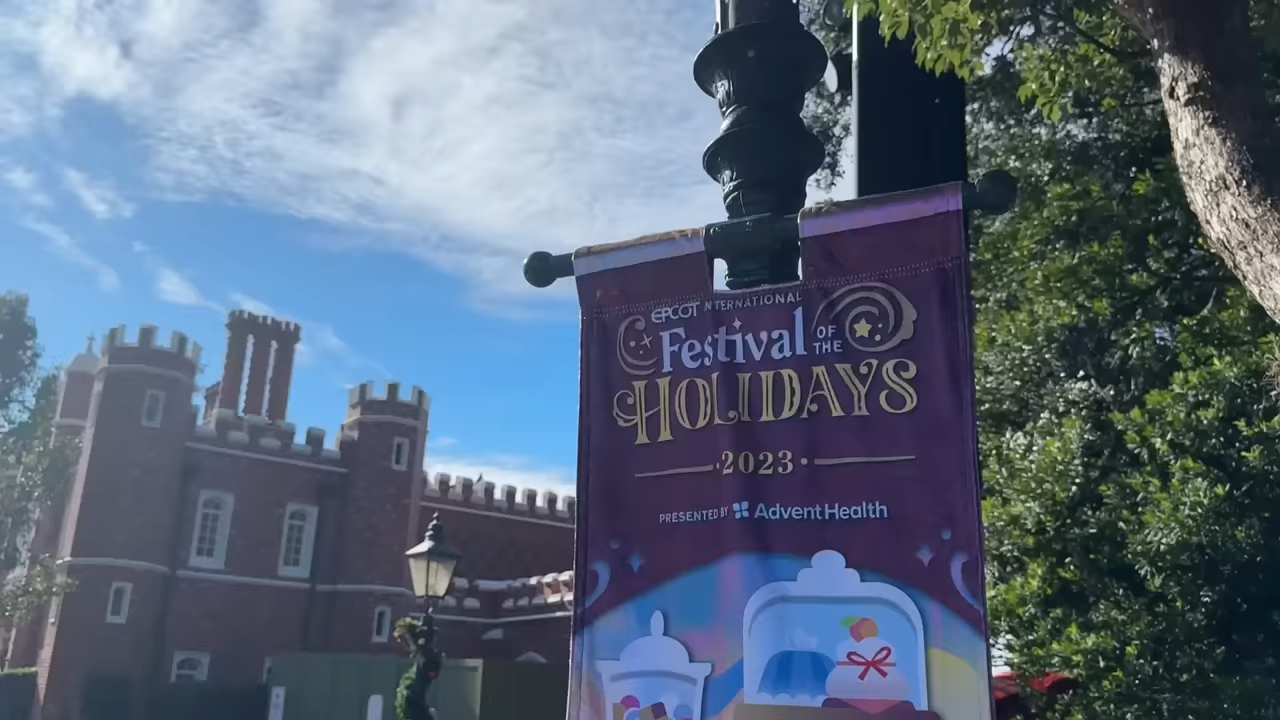 EPCOT INTERNATIONAL
Festival OF THE
HOLIDAYS
2023
PRESENTED BY AdventHealth